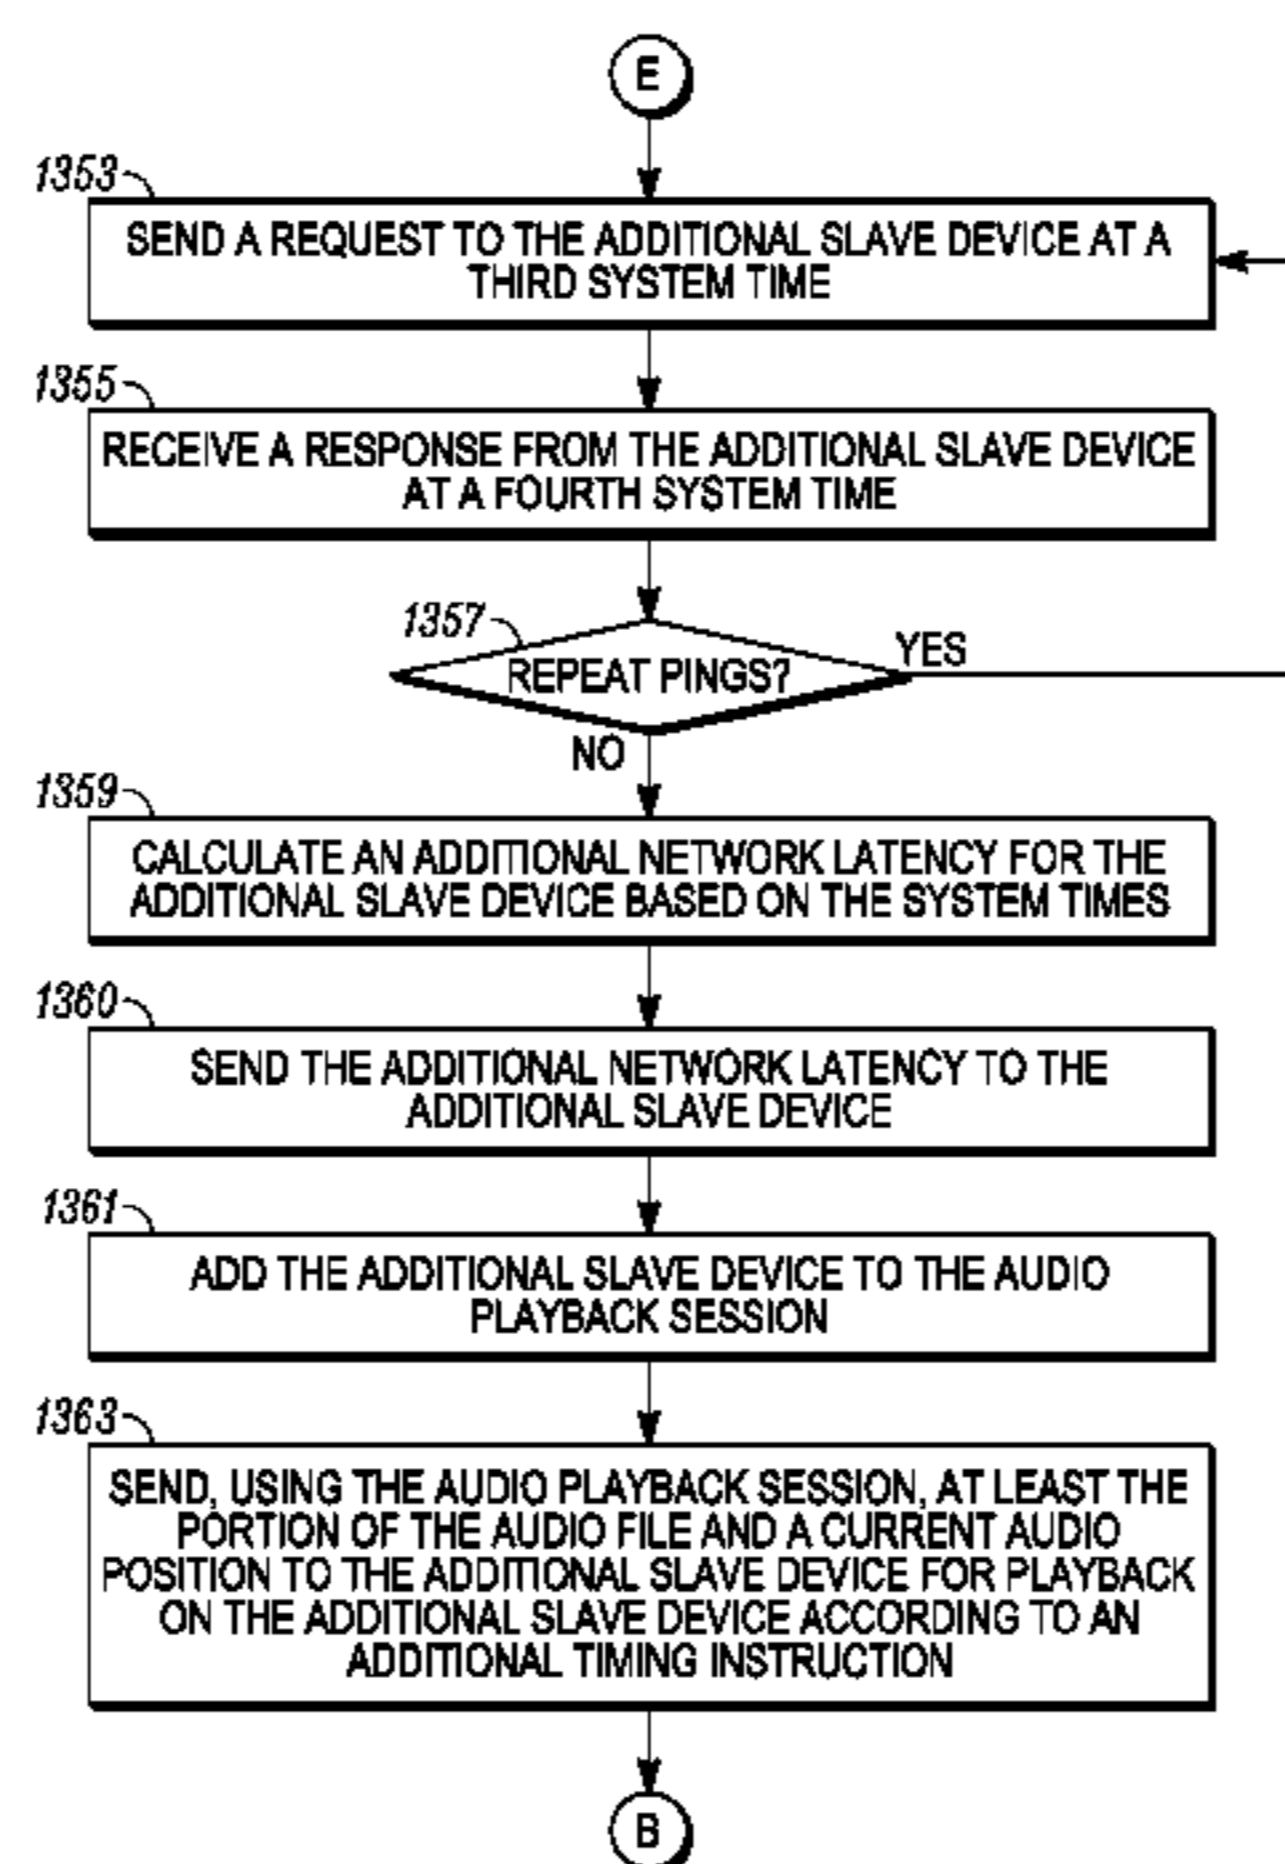 E
1353
SEND A REQUEST TO THE ADDITIONAL SLAVE DEVICE AT A
THIRD SYSTEM TIME
1355
RECEIVE A RESPONSE FROM THE ADDITIONAL SLAVE DEVICE
AT A FOURTH SYSTEM TIME
1357
REPEAT PINGS?
YES
NO
1359
CALCULATE AN ADDITIONAL NETWORK LATENCY FOR THE
ADDITIONAL SLAVE DEVICE BASED ON THE SYSTEM TIMES
1360
SEND THE ADDITIONAL NETWORK LATENCY TO THE
ADDITIONAL SLAVE DEVICE
1361
ADD THE ADDITIONAL SLAVE DEVICE TO THE AUDIO
PLAYBACK SESSION
1363
SEND, USING THE AUDIO PLAYBACK SESSION, AT LEAST THE
PORTION OF THE AUDIO FILE AND A CURRENT AUDIO
POSITION TO THE ADDITIONAL SLAVE DEVICE FOR PLAYBACK
ON THE ADDITIONAL SLAVE DEVICE ACCORDING TO AN
ADDITIONAL TIMING INSTRUCTION
B